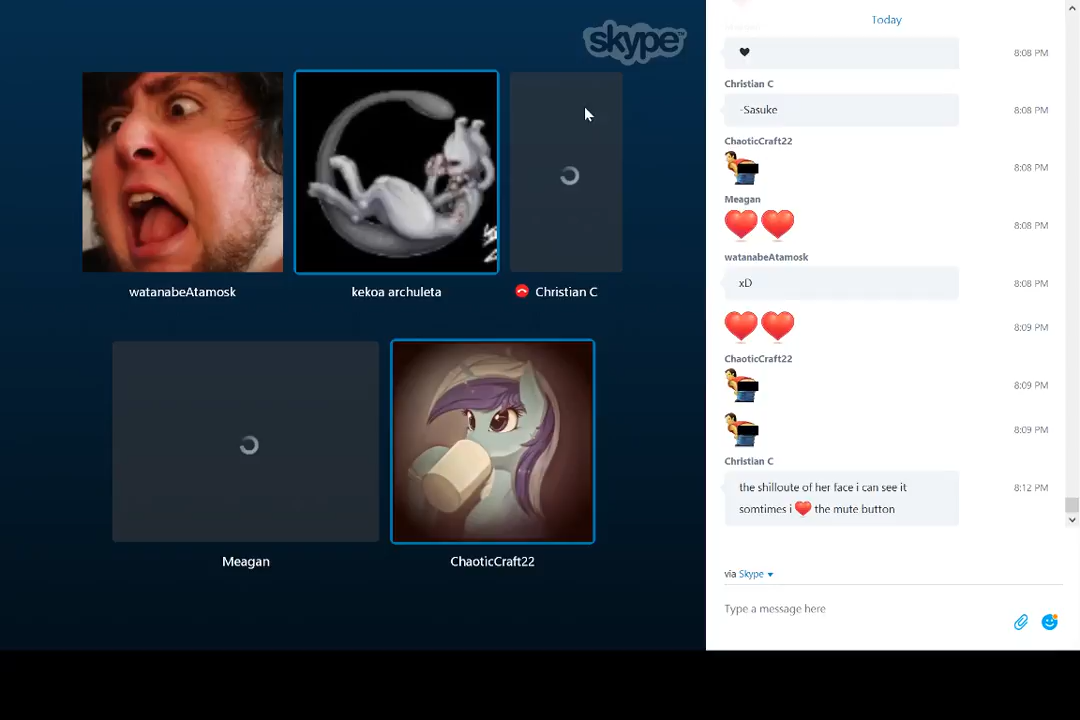 skype
watanabeAtamosk
kekoa archuleta
Christian C
Meagan
ChaoticCraft22
Today
8:08 PM
Christian C
-Sasuke
8:08 PM
ChaoticCraft22
8:08 PM
Meagan
8:08 PM
watanabeAtamosk
xD
8:08 PM
8:09 PM
ChaoticCraft22
8:09 PM
8:09 PM
Christian C
the shilloute of her face i can see it
somtimes i ❤ the mute button
8:12 PM
via Skype
Type a message here